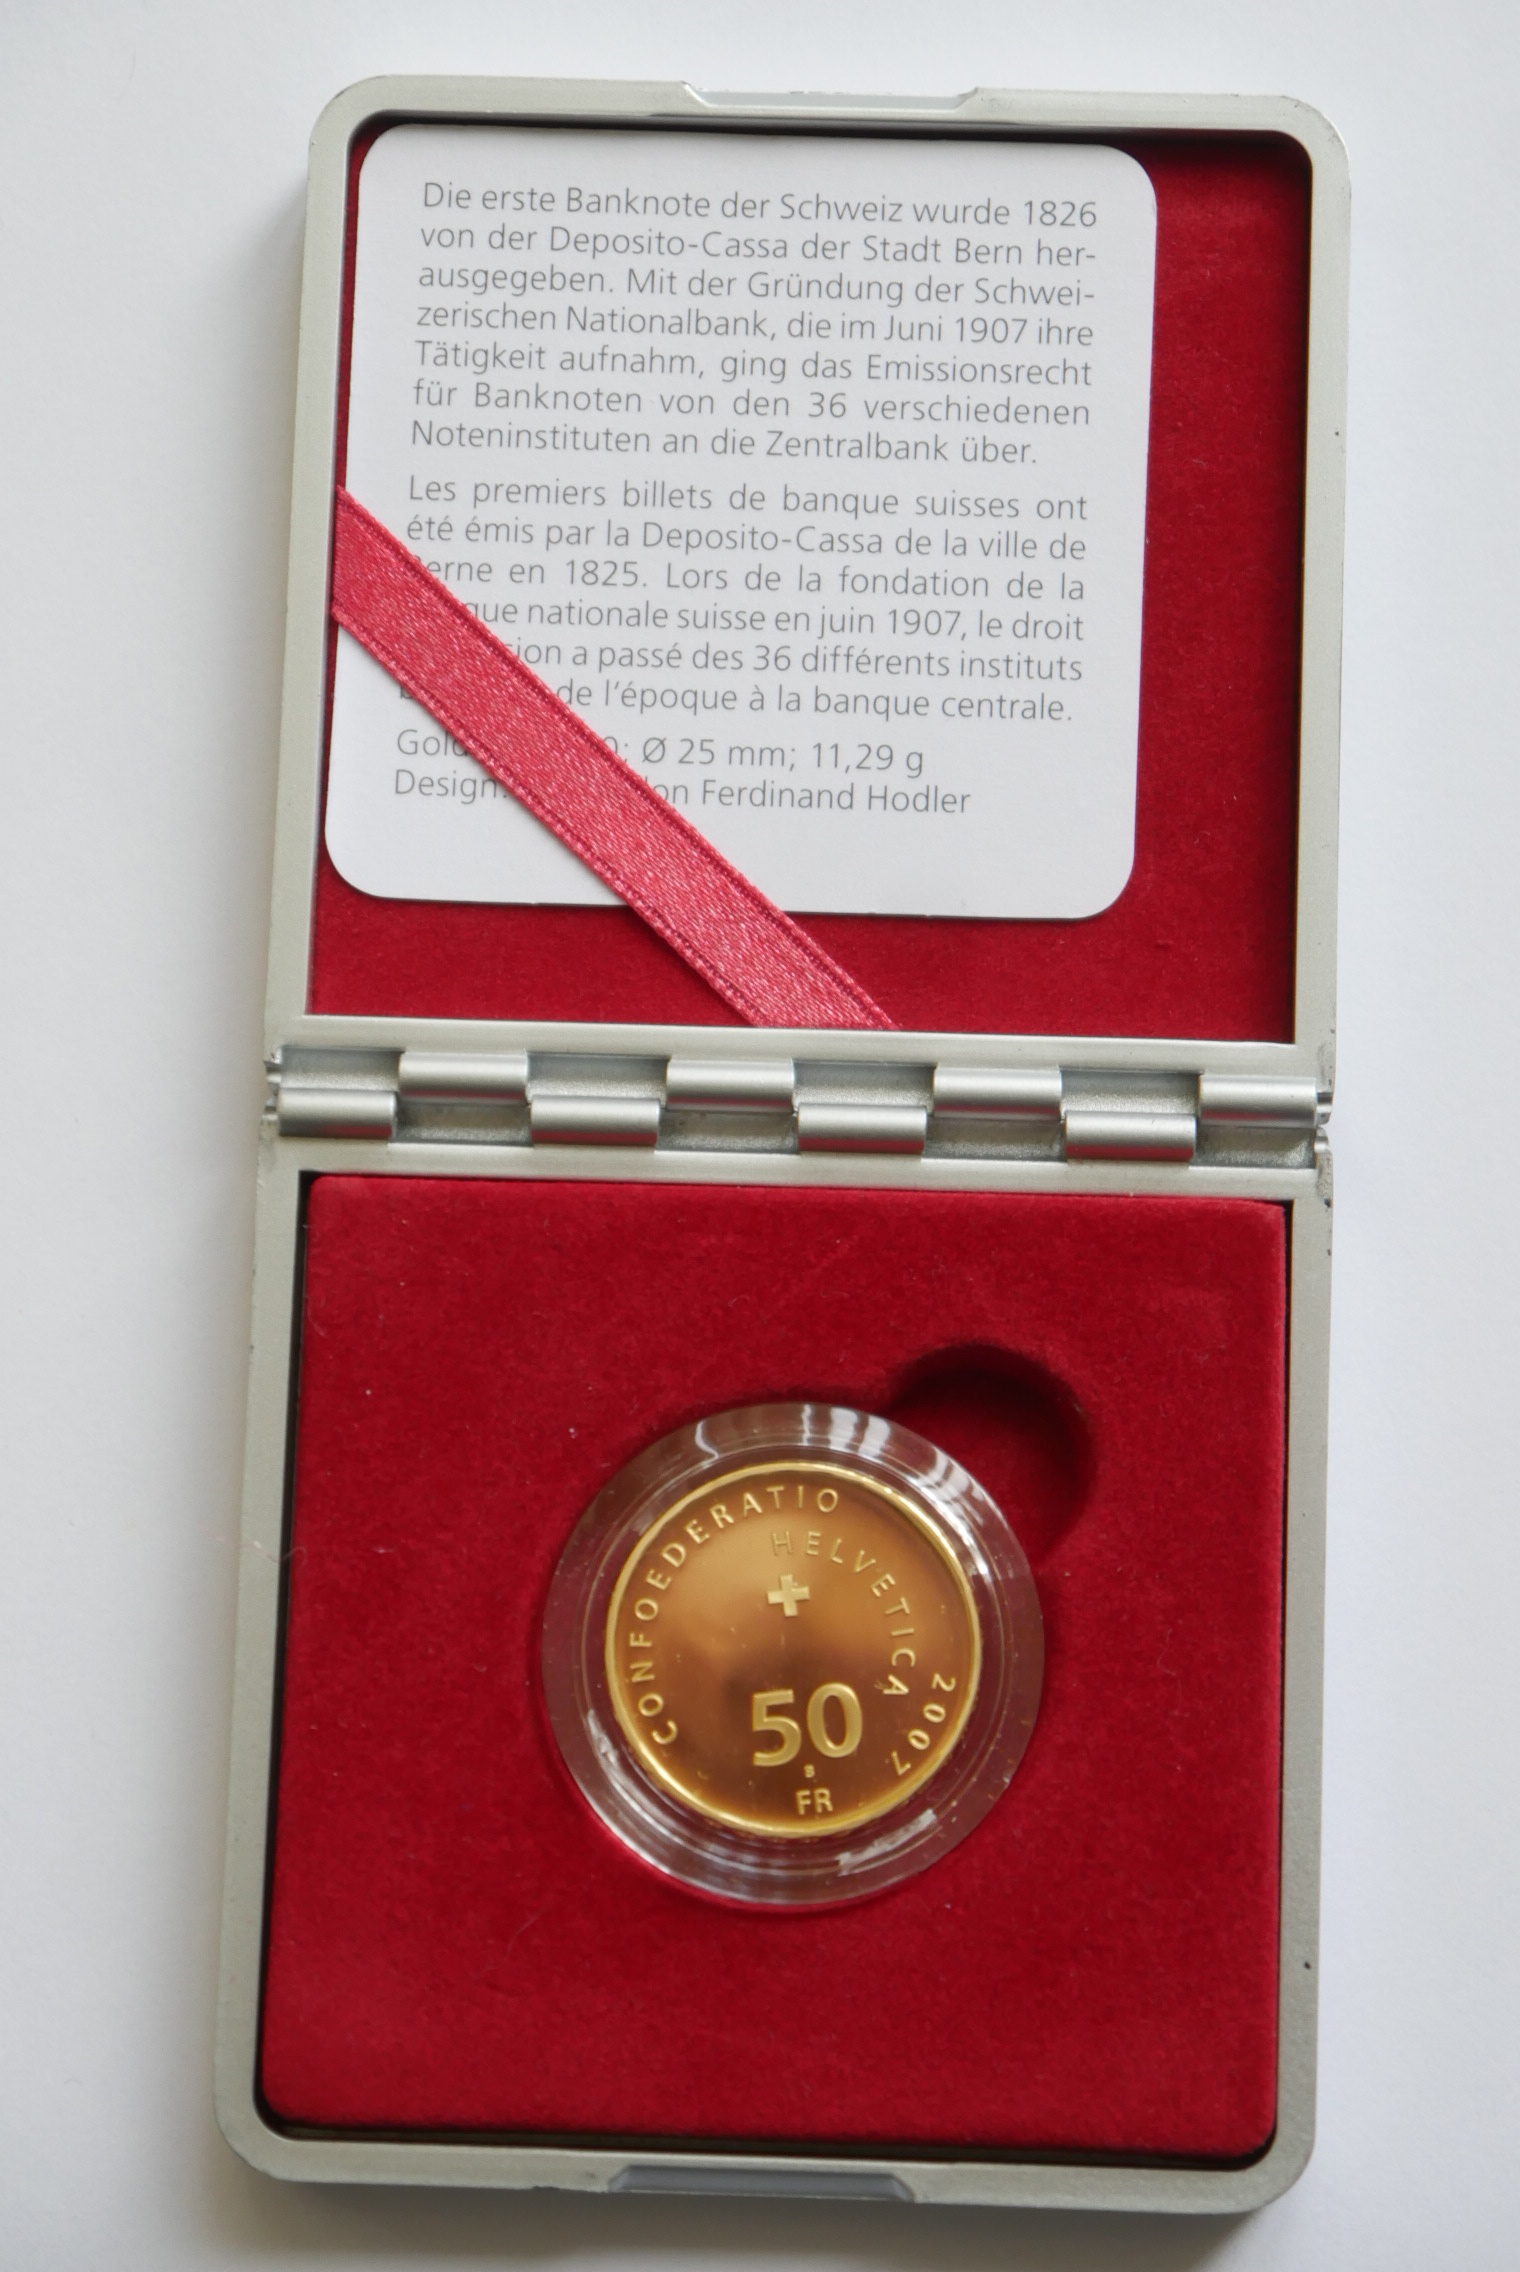 Die erste Banknote der Schweiz wurde 1826
von der Deposito-Cassa der Stadt Bern her-
ausgegeben. Mit der Gründung der Schwei-
zerischen Nationalbank, die im Juni 1907 ihre
Tätigkeit aufnahm, ging das Emissionsrecht
für Banknoten von den 36 verschiedenen
Noteninstituten an die Zentralbank über.
Les premiers billets de banque suisses ont
été émis par la Deposito-Cassa de la ville de
en 1825. Lors de la fondation de la
nationale suisse en juin 1907, le droit
a passé des 36 différents instituts
de l'époque à la banque centrale.
Gold Ø 25 mm; 11,29 g
Design: Ferdinand Hodler
CONFOEDERATIO
HELVETICA
2007
50
B
FR